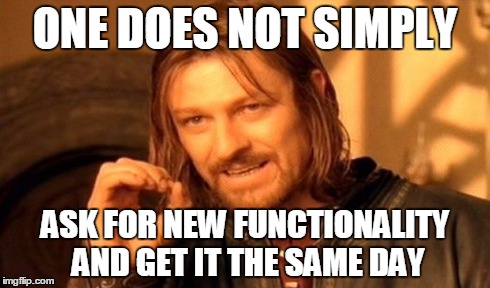 ONE DOES NOT SIMPLY
ASK FOR NEW FUNCTIONALITY
AND GET IT THE SAME DAY
imgflip.com